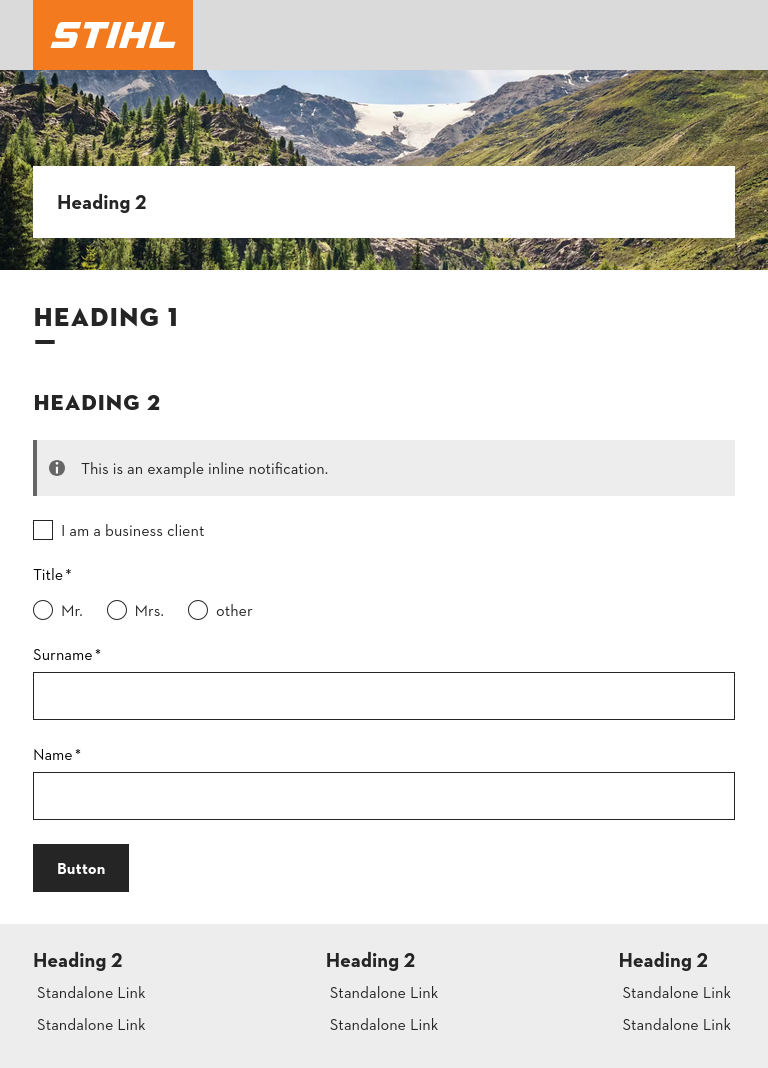 STIHL
Heading 2
HEADING 1
HEADING 2
This is an example inline notification.
I am a business client
Title *
Mr. Mrs. other
Surname *
Name *
Button
Heading 2 Heading 2 Heading 2
Standalone Link Standalone Link Standalone Link
Standalone Link Standalone Link Standalone Link